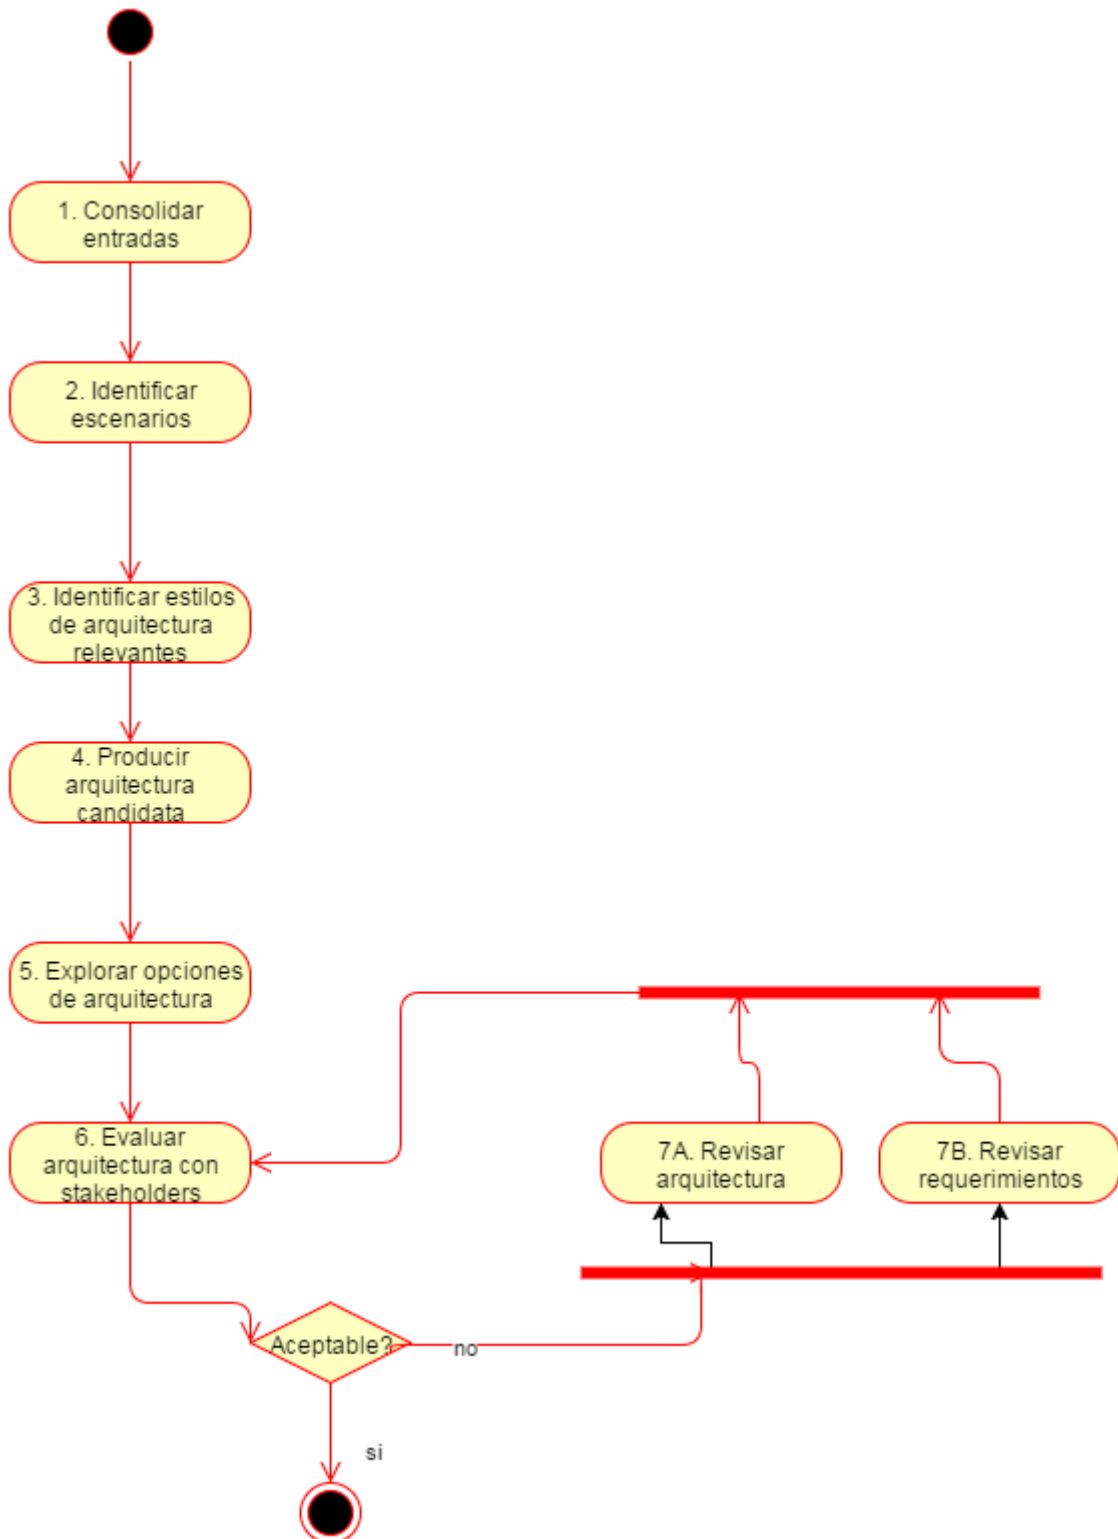 1. Consolidar
entradas
2. Identificar
escenarios
3. Identificar estilos
de arquitectura
relevantes
4. Producir
arquitectura
candidata
5. Explorar opciones
de arquitectura
6. Evaluar
arquitectura con
stakeholders
7A. Revisar
arquitectura
7B. Revisar
requerimientos
Aceptable?
no
si